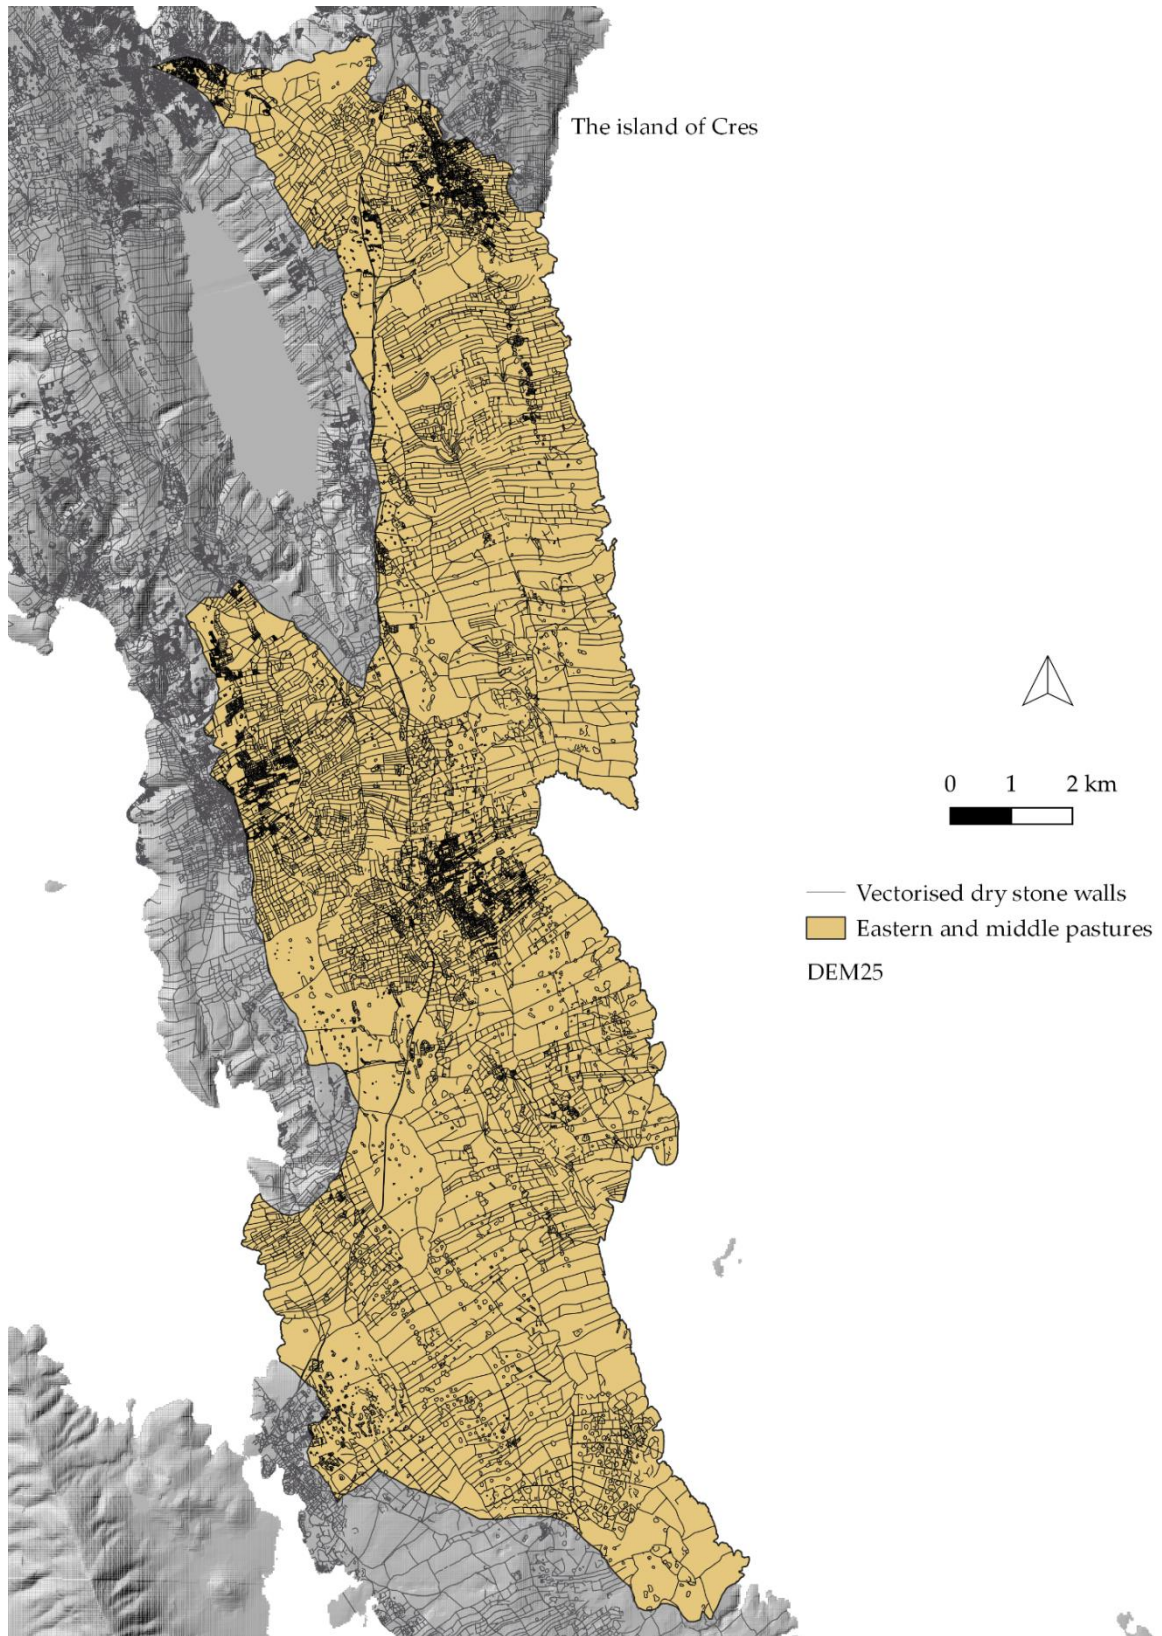 The island of Cres
0 1 2 km
Vectorised dry stone walls
Eastern and middle pastures
DEM25